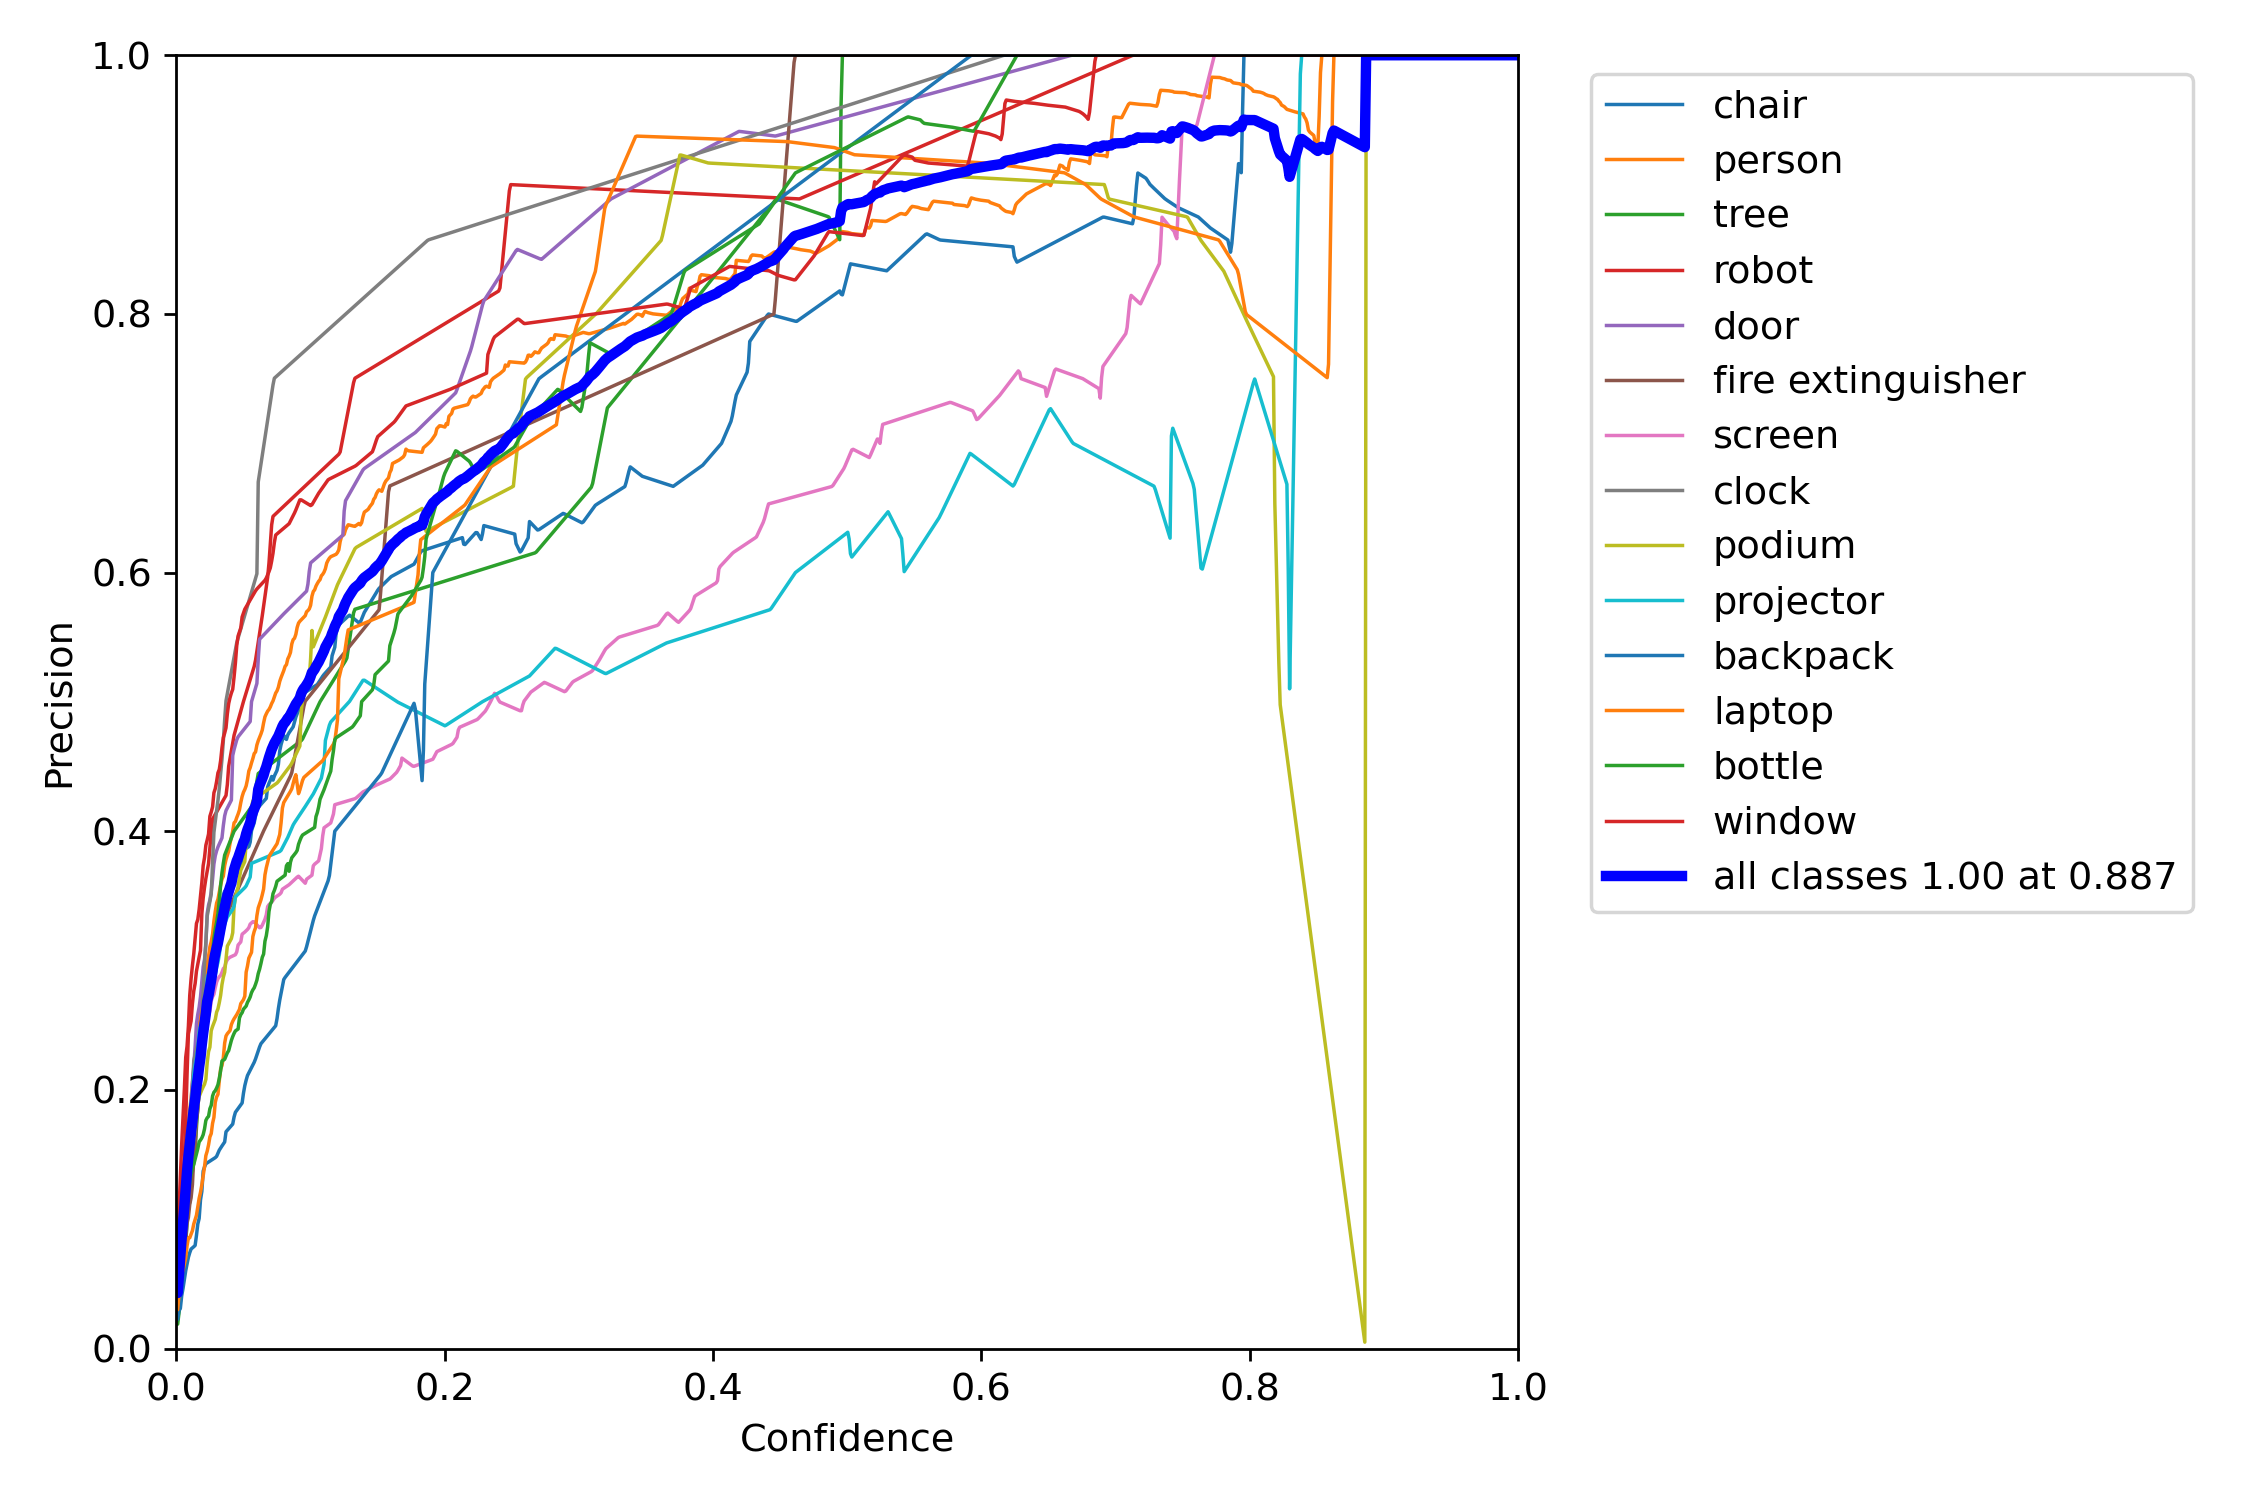 1.0
0.8
0.6
0.4
0.2
0.0
Precision
0.0 0.2 0.4 0.6 0.8 1.0
Confidence
chair
person
tree
robot
door
fire extinguisher
screen
clock
podium
projector
backpack
laptop
bottle
window
all classes 1.00 at 0.887